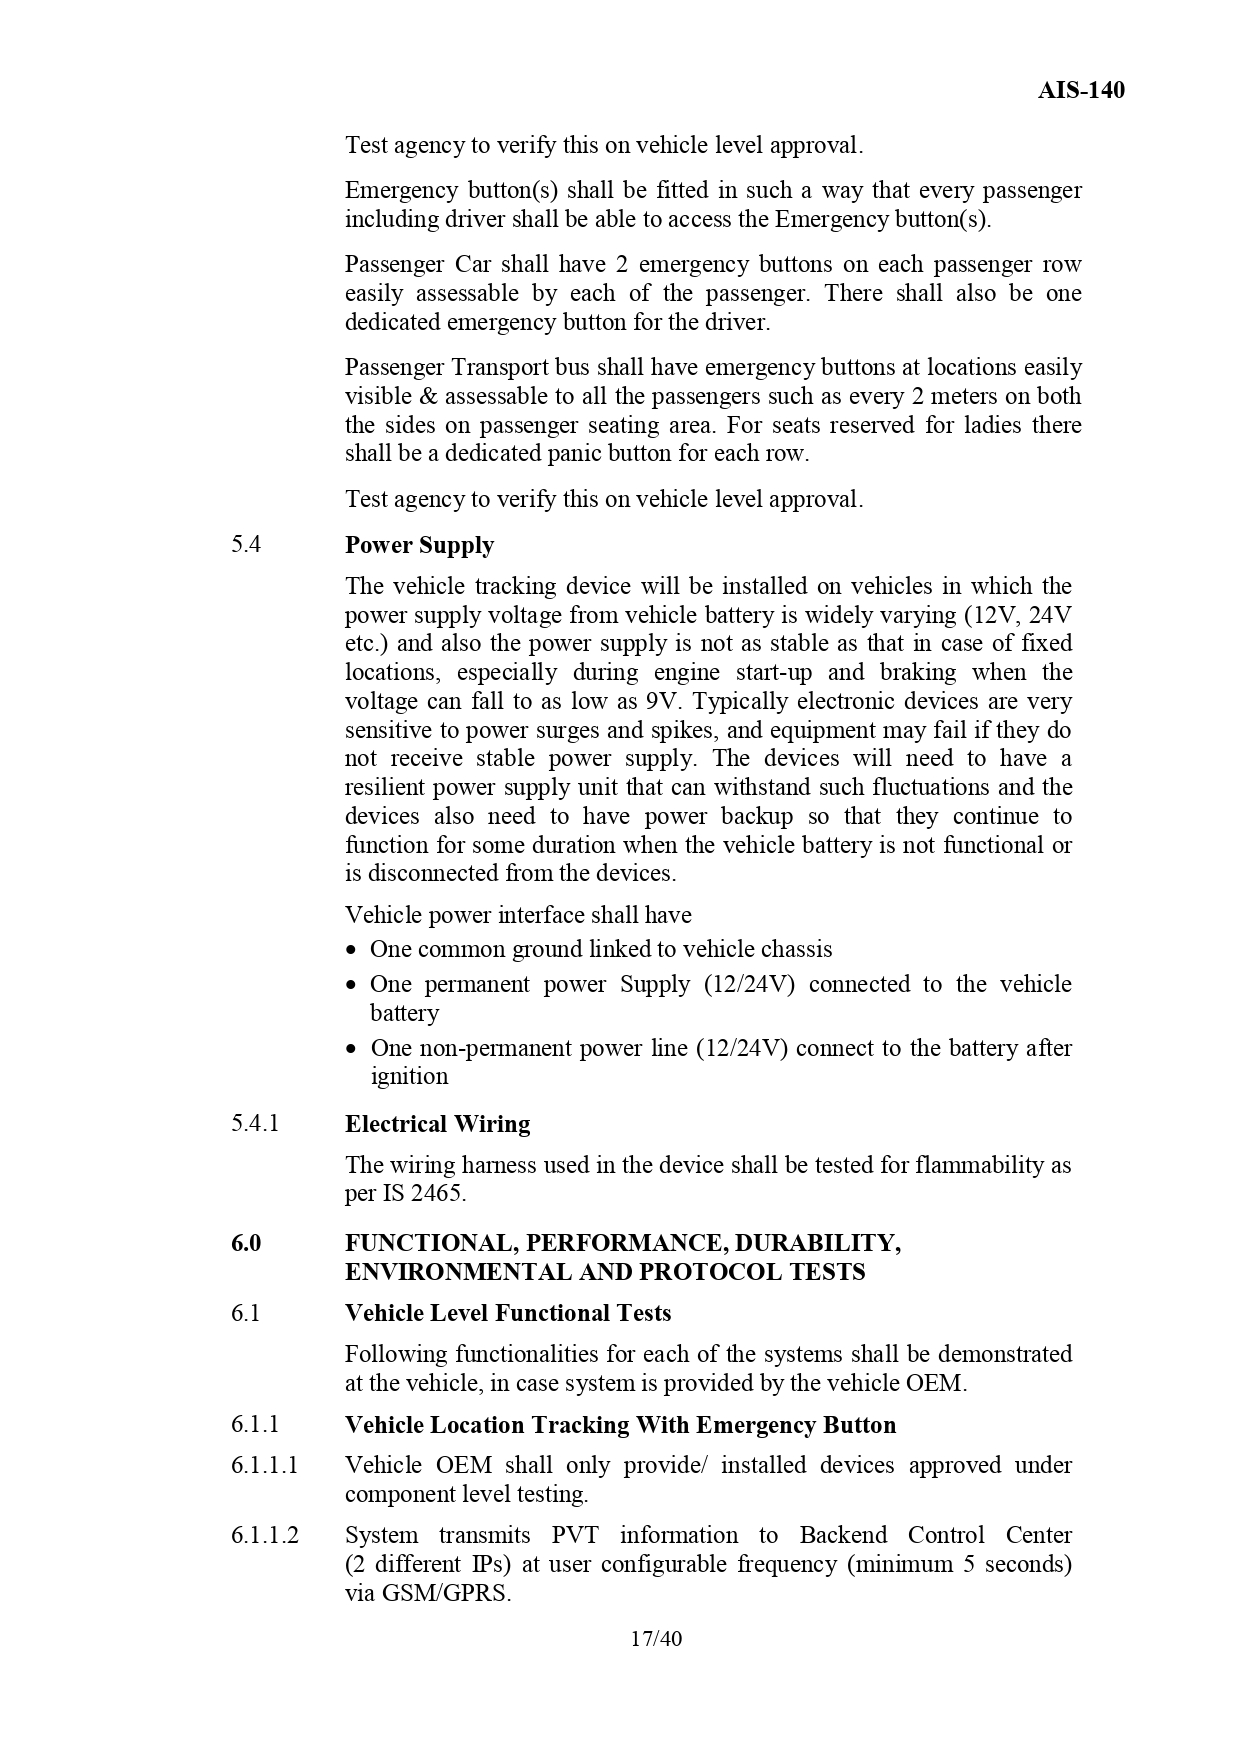 AIS-140
Test agency to verify this on vehicle level approval.
Emergency button(s) shall be fitted in such a way that every passenger
including driver shall be able to access the Emergency button(s).
Passenger Car shall have 2 emergency buttons on each passenger row
easily assessable by each of the passenger. There shall also be one
dedicated emergency button for the driver.
Passenger Transport bus shall have emergency buttons at locations easily
visible & assessable to all the passengers such as every 2 meters on both
the sides on passenger seating area. For seats reserved for ladies there
shall be a dedicated panic button for each row.
Test agency to verify this on vehicle level approval.
5.4 Power Supply
The vehicle tracking device will be installed on vehicles in which the
power supply voltage from vehicle battery is widely varying (12V, 24V
etc.) and also the power supply is not as stable as that in case of fixed
locations, especially during engine start-up and braking when the
voltage can fall to as low as 9V. Typically electronic devices are very
sensitive to power surges and spikes, and equipment may fail if they do
not receive stable power supply. The devices will need to have a
resilient power supply unit that can withstand such fluctuations and the
devices also need to have power backup so that they continue to
function for some duration when the vehicle battery is not functional or
is disconnected from the devices.
Vehicle power interface shall have
• One common ground linked to vehicle chassis
• One permanent power Supply (12/24V) connected to the vehicle
battery
• One non-permanent power line (12/24V) connect to the battery after
ignition
5.4.1 Electrical Wiring
The wiring harness used in the device shall be tested for flammability as
per IS 2465.
6.0 FUNCTIONAL, PERFORMANCE, DURABILITY,
ENVIRONMENTAL AND PROTOCOL TESTS
6.1 Vehicle Level Functional Tests
Following functionalities for each of the systems shall be demonstrated
at the vehicle, in case system is provided by the vehicle OEM.
6.1.1 Vehicle Location Tracking With Emergency Button
6.1.1.1 Vehicle OEM shall only provide/ installed devices approved under
component level testing.
6.1.1.2 System transmits PVT information to Backend Control Center
(2 different IPs) at user configurable frequency (minimum 5 seconds)
via GSM/GPRS.
17/40